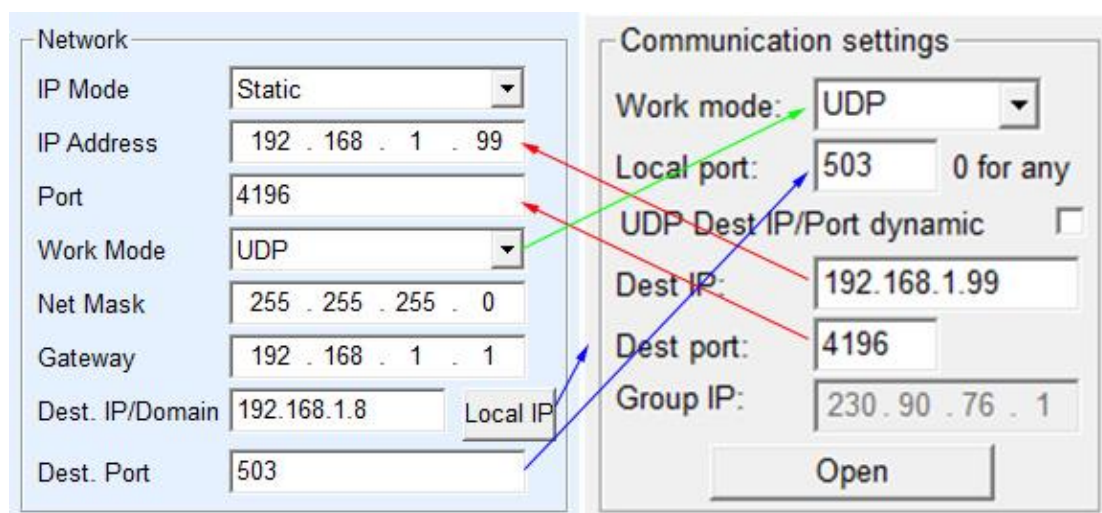 Network
IP Mode Static
IP Address 192 . 168 . 1 . 99
Port 4196
Work Mode UDP
Net Mask 255 . 255 . 255 . 0
Gateway 192 . 168 . 1 . 1
Dest. IP/Domain 192.168.1.8 Local IP
Dest. Port 503
Communication settings
Work mode: UDP
Local port: 503 0 for any
UDP Dest IP/Port dynamic
Dest IP: 192.168.1.99
Dest port: 4196
Group IP: 230 . 90 . 76 . 1
Open